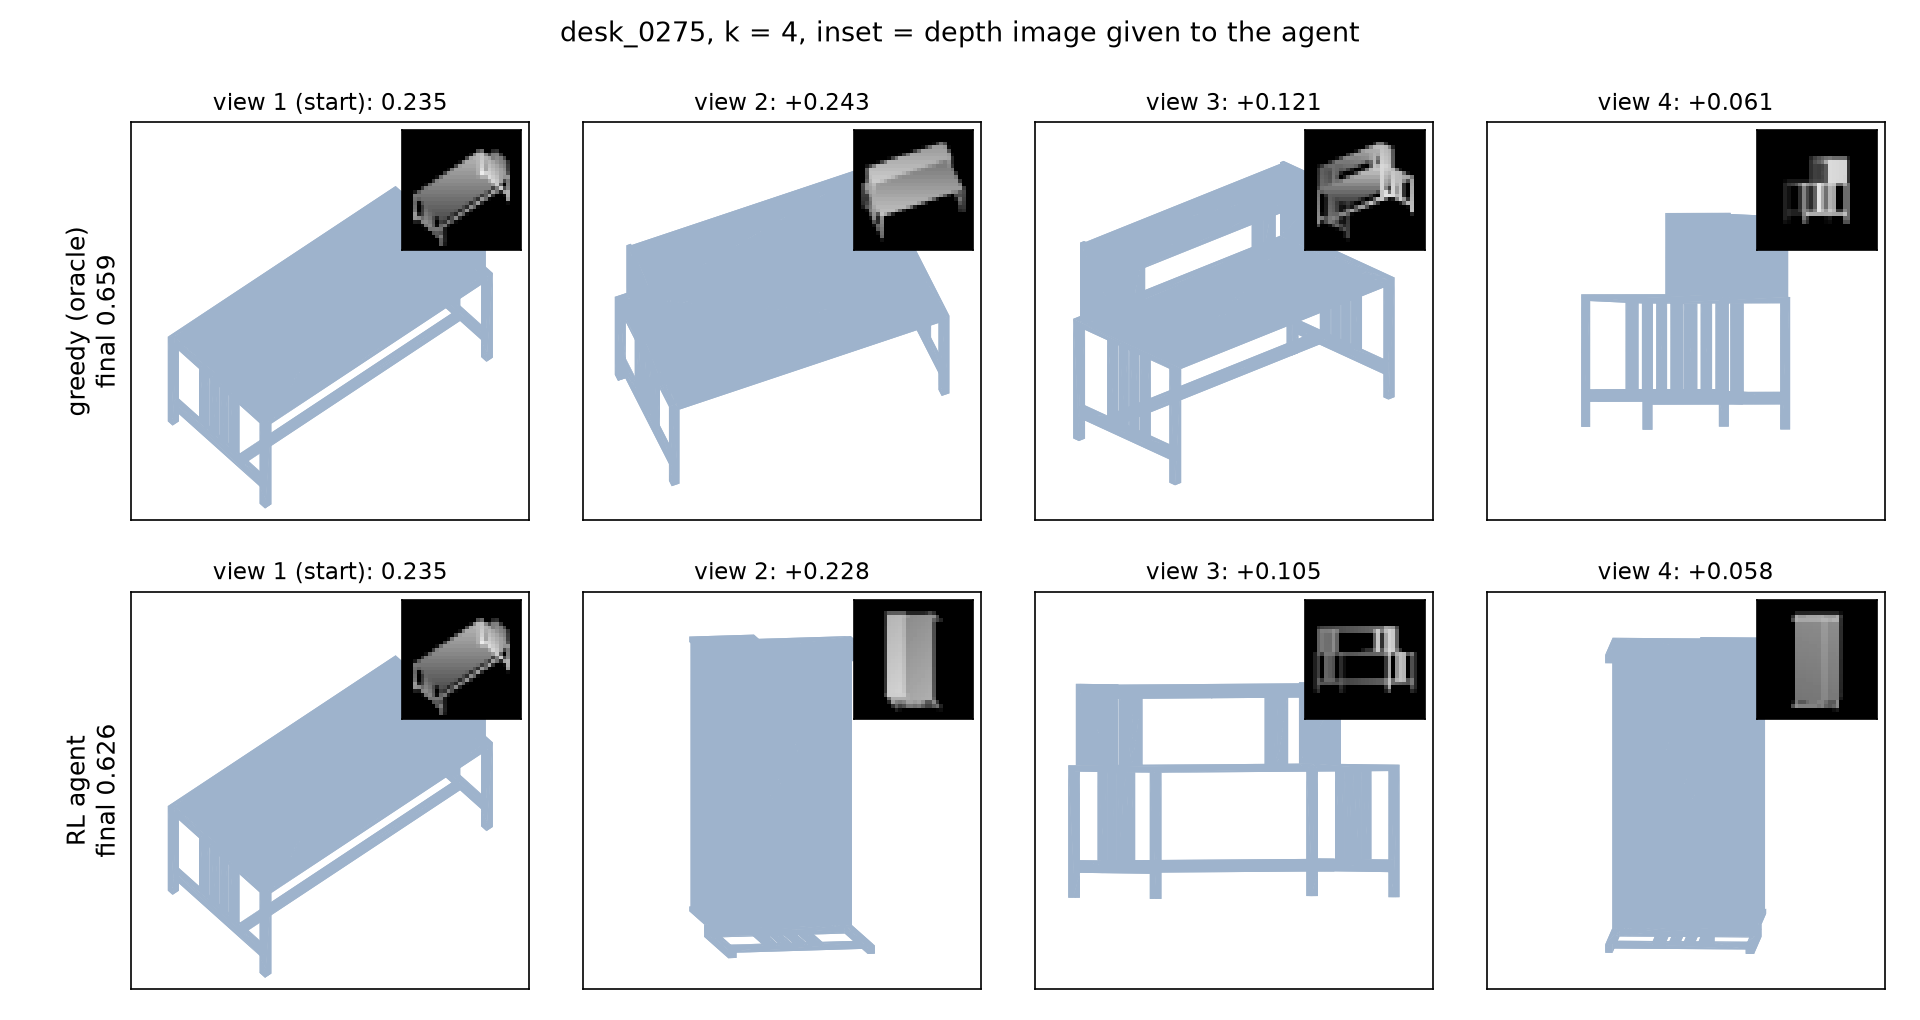 desk_0275, k = 4, inset = depth image given to the agent
view 1 (start): 0.235
view 2: +0.243
view 3: +0.121
view 4: +0.061
greedy (oracle)
final 0.659
view 1 (start): 0.235
view 2: +0.228
view 3: +0.105
view 4: +0.058
RL agent
final 0.626